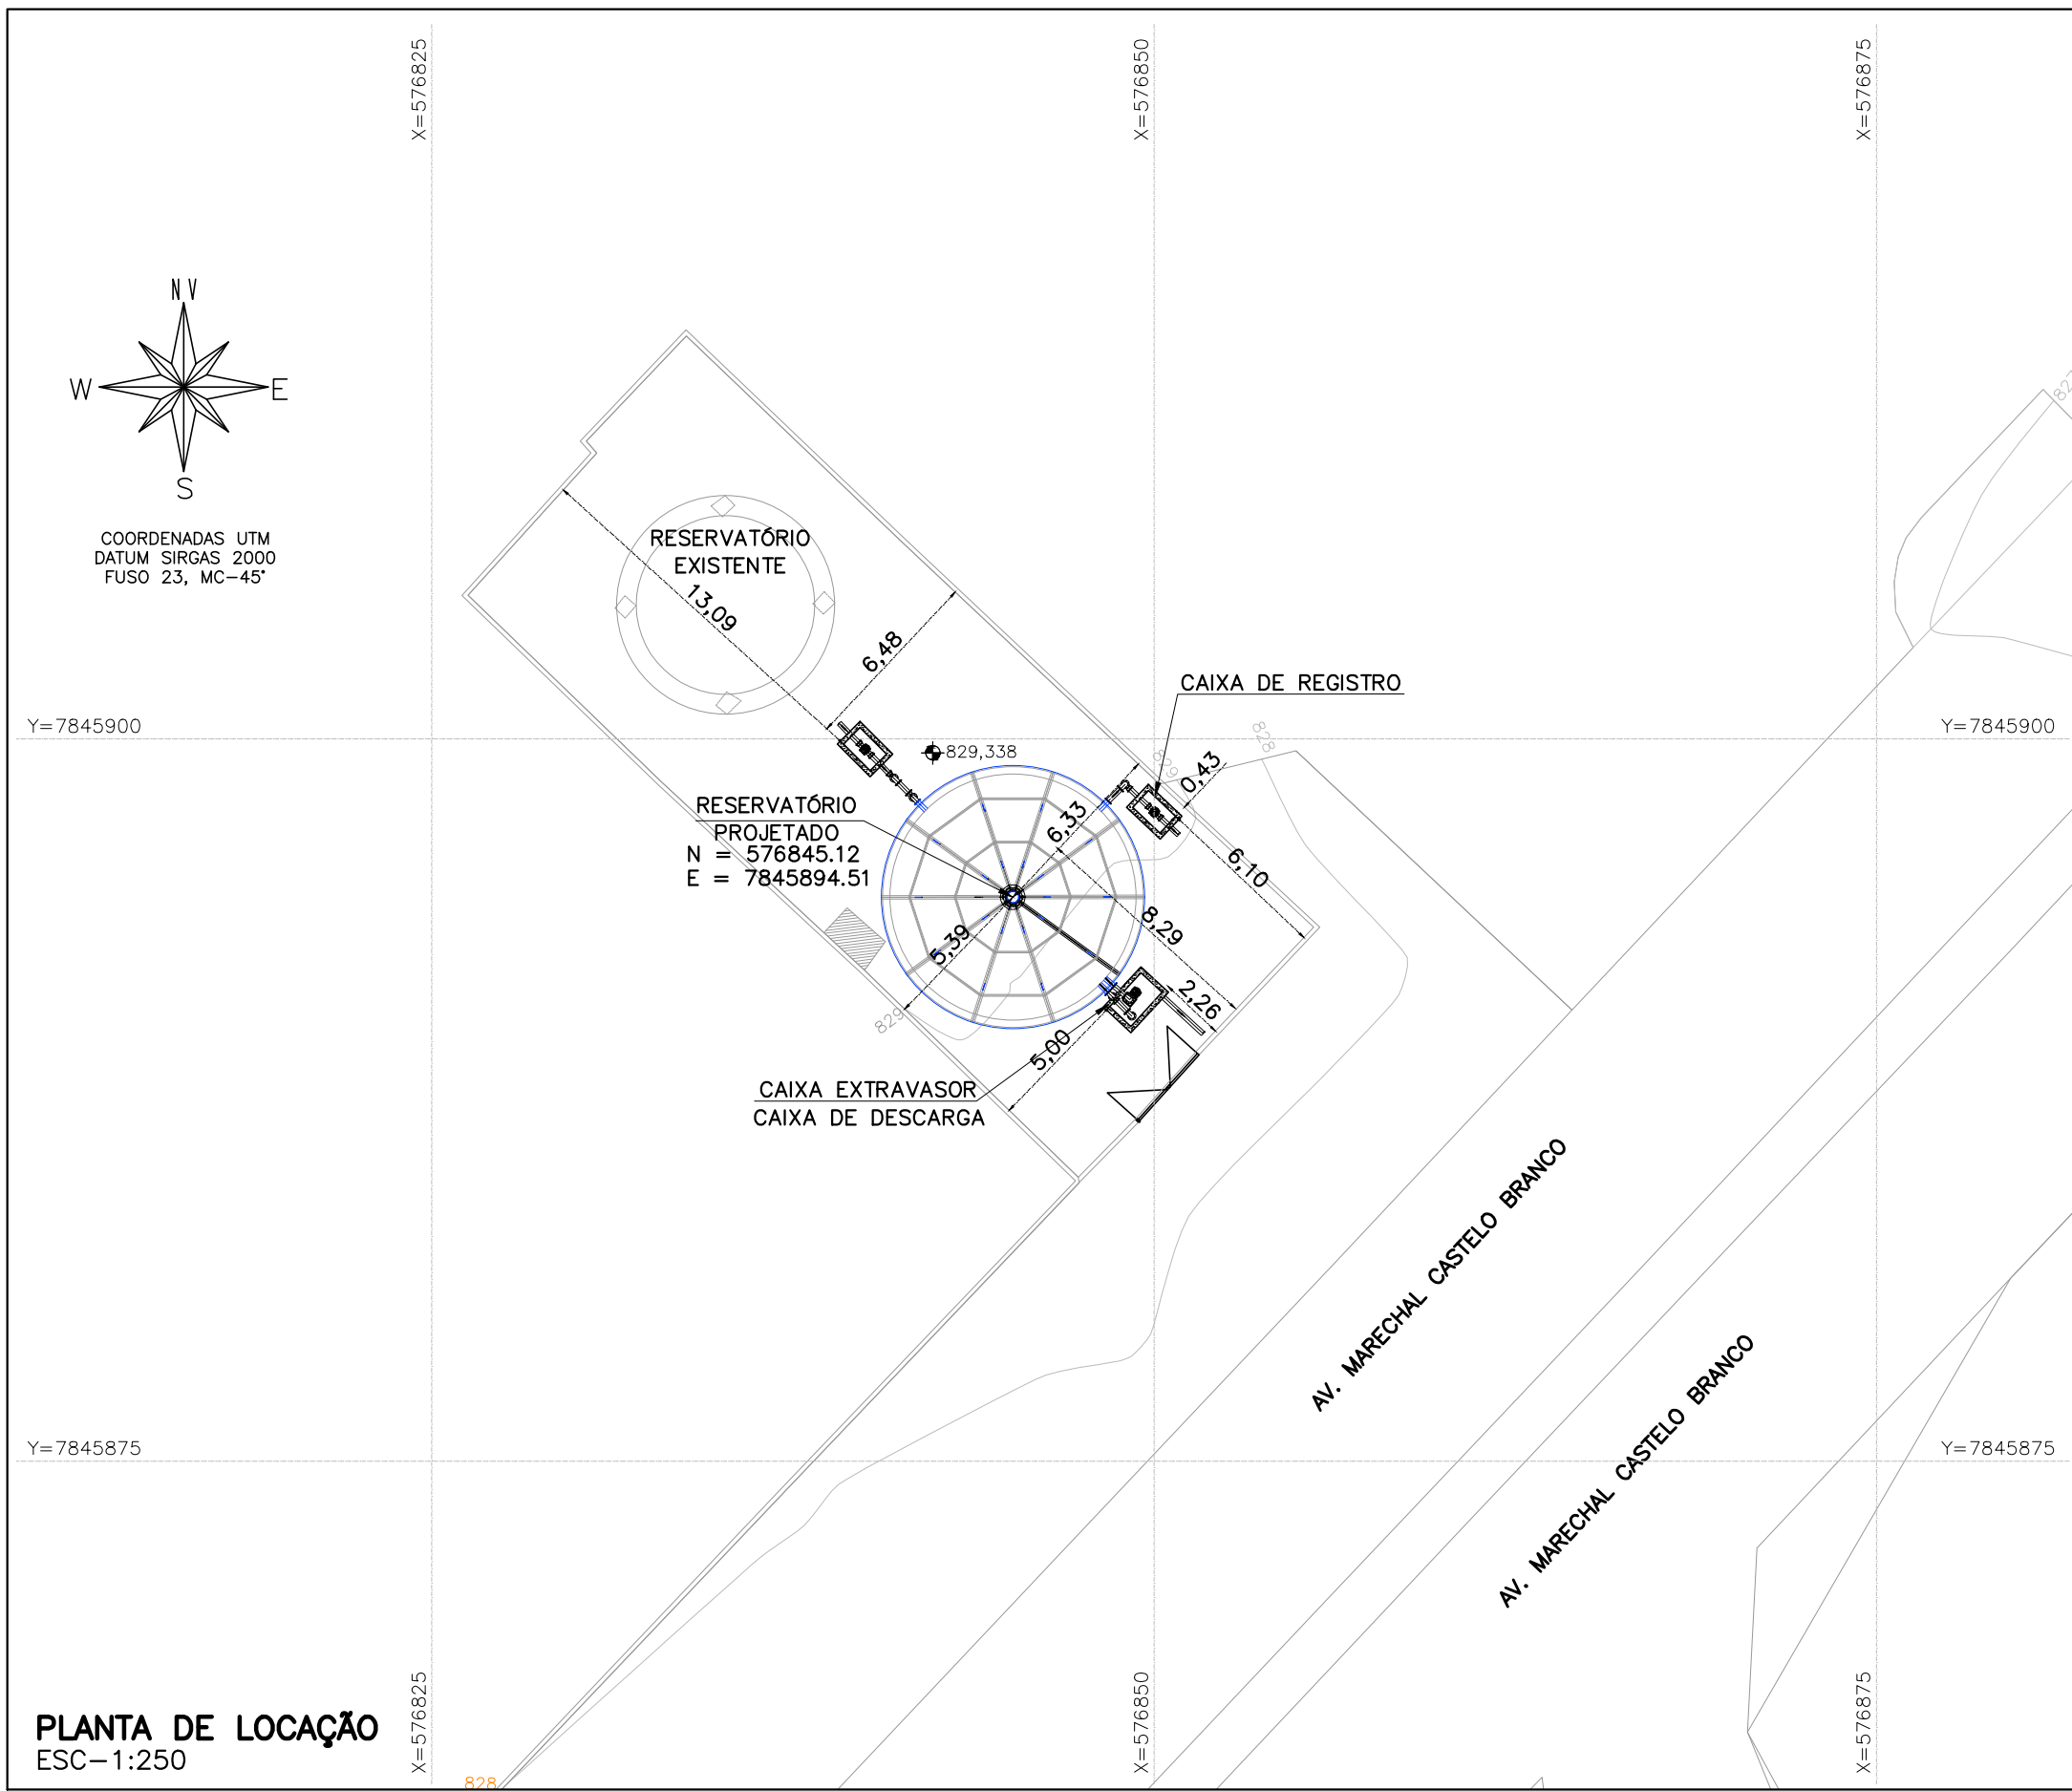 X=576825
X=576850
X=576875
NV
W
E
S
COORDENADAS UTM
DATUM SIRGAS 2000
FUSO 23, MC-45°
RESERVATÓRIO
EXISTENTE
13,09
6,48
CAIXA DE REGISTRO
Y=7845900
Y=7845900
829,338
829
828
0,43
RESERVATÓRIO
PROJETADO
N = 576845.12
E = 7845894.51
6,33
6,10
8,29
5,39
2,26
829
5,00
CAIXA EXTRAVASOR
CAIXA DE DESCARGA
AV. MARECHAL CASTELO BRANCO
AV. MARECHAL CASTELO BRANCO
Y=7845875
Y=7845875
X=576825
X=576850
X=576875
PLANTA DE LOCAÇÃO
ESC-1:250
828